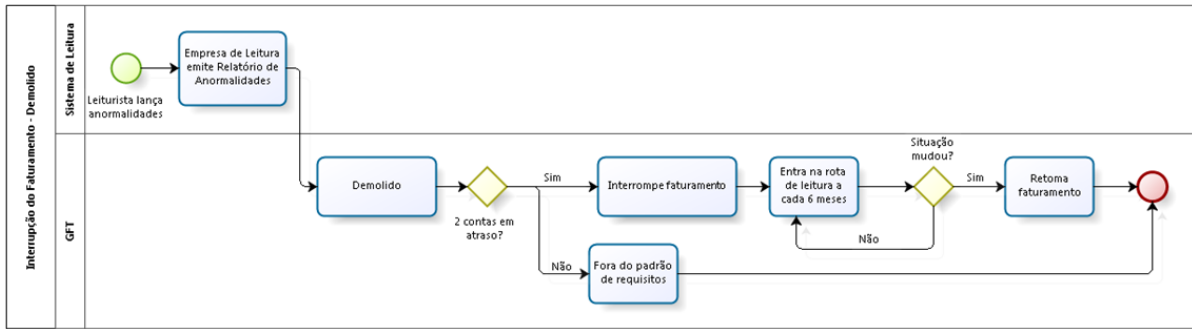 Interrupção do Faturamento - Demolido
Sistema de Leitura
Leiturista lança
anormalidades
Empresa de Leitura
emite Relatório de
Anormalidades
GFT
Demolido
2 contas em
atraso?
Sim
Interrompe faturamento
Entra na rota
de leitura a
cada 6 meses
Situação
mudou?
Sim
Retoma
faturamento
Não
Não
Fora do padrão
de requisitos